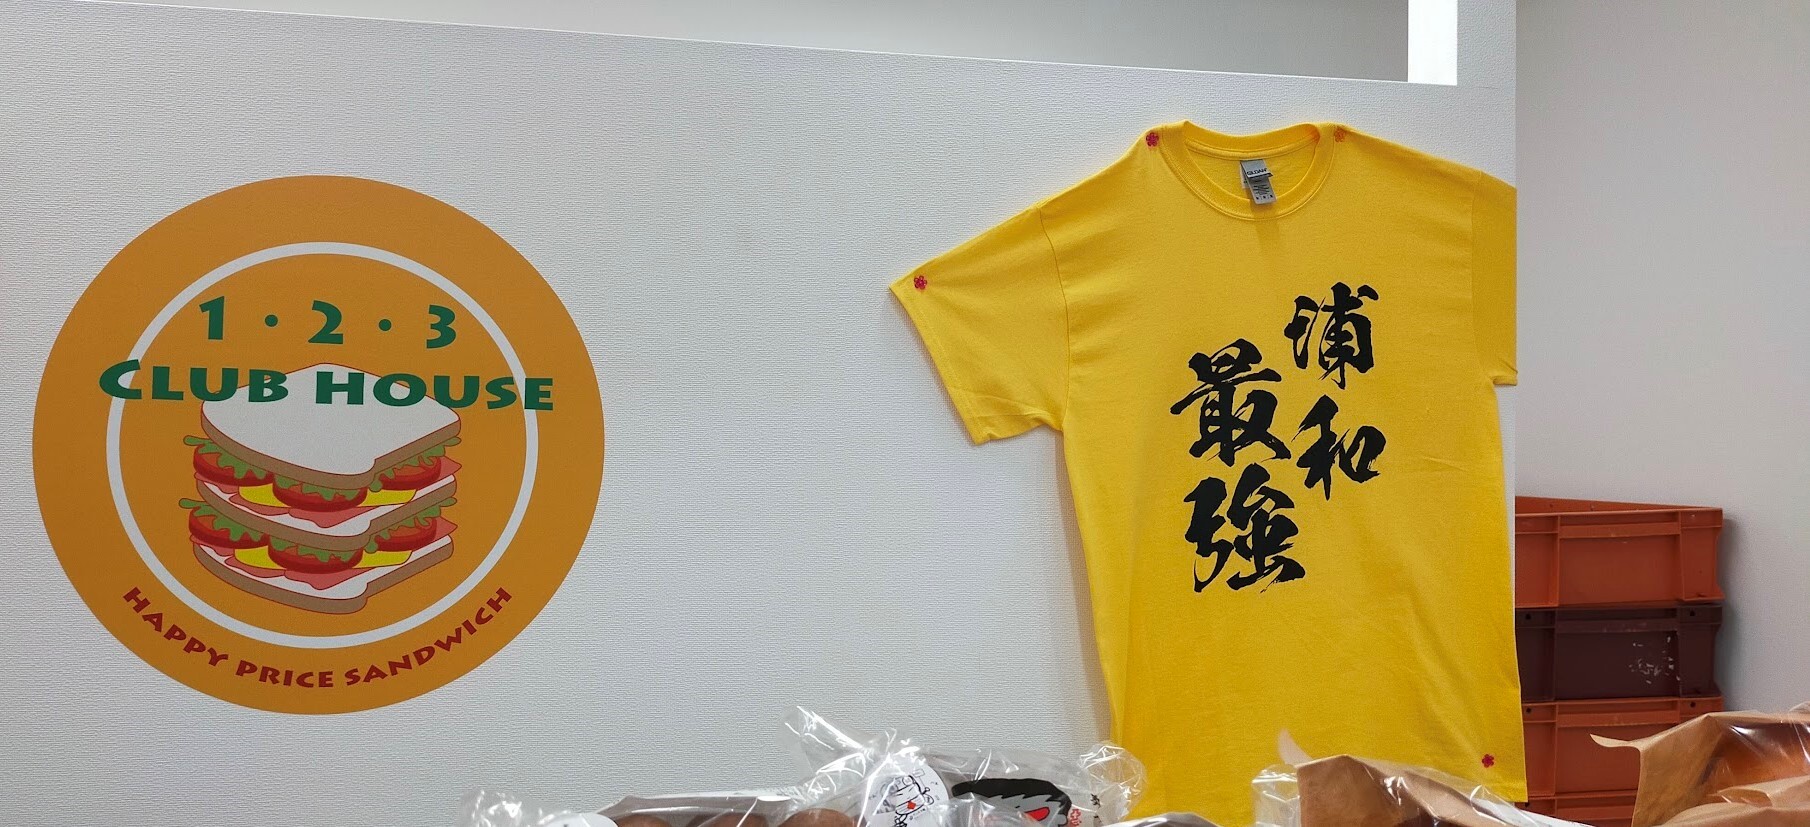 1・2・3
CLUB HOUSE
HAPPY PRICE SANDWICH
浦和
最強